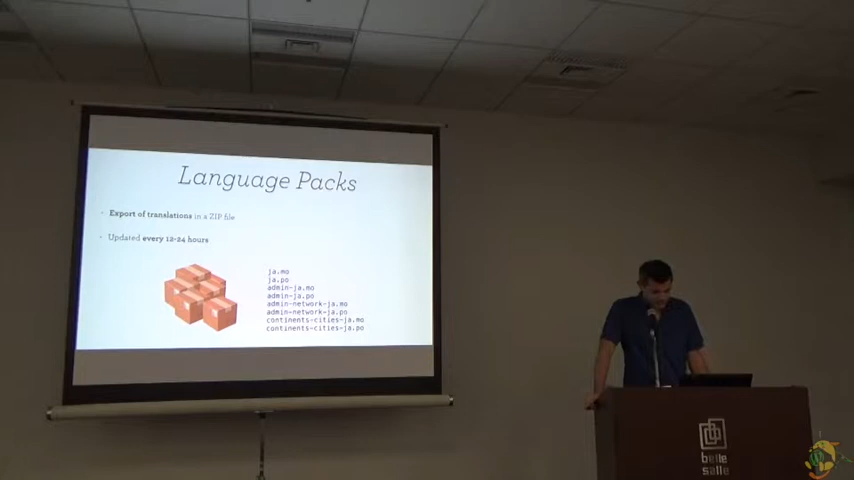 Language Packs
- Export of translations in a ZIP file
- Updated every 12-24 hours
ja.mo
ja.po
admin-ja.mo
admin-ja.po
admin-network-ja.mo
admin-network-ja.po
continents-cities-ja.mo
continents-cities-ja.po
belle
salle